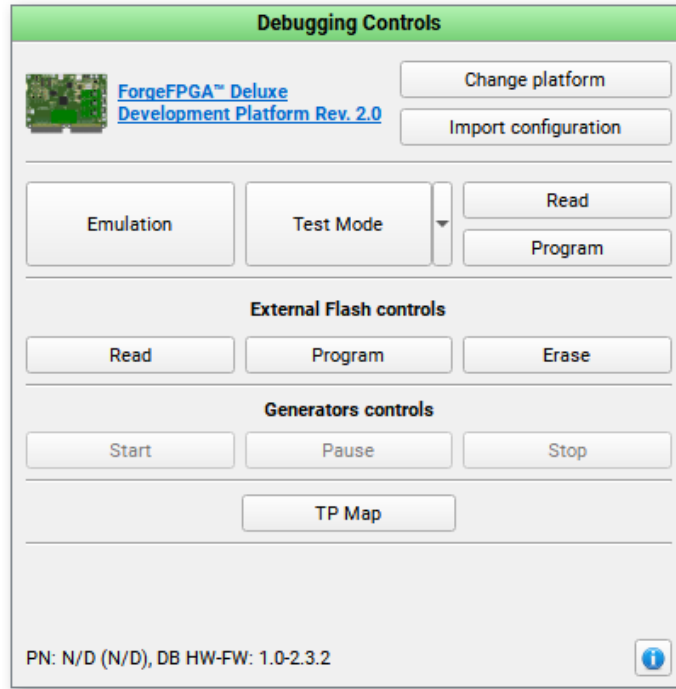 Debugging Controls
ForgeFPGA™ Deluxe
Development Platform Rev. 2.0
Change platform
Import configuration
Emulation
Test Mode
Read
Program
External Flash controls
Read
Program
Erase
Generators controls
Start
Pause
Stop
TP Map
PN: N/D (N/D), DB HW-FW: 1.0-2.3.2